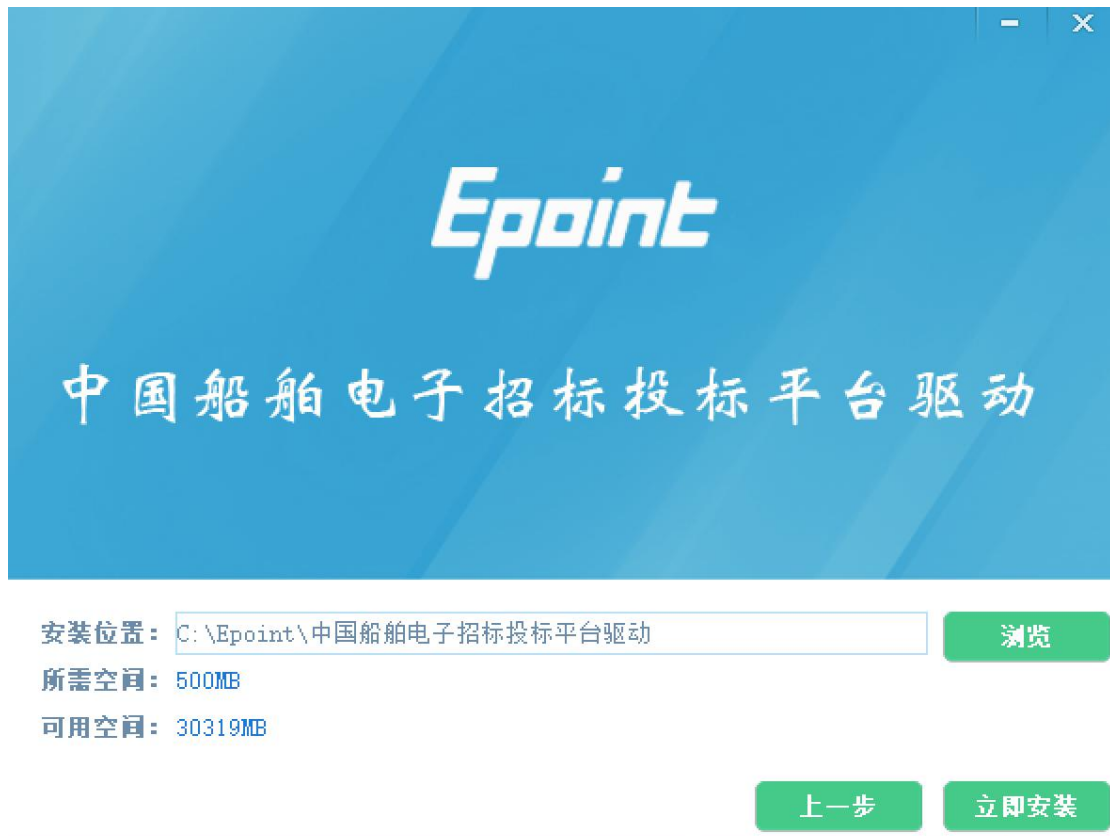 Epoint
中国船舶电子招标投标平台驱动
安装位置： C:\Epoint\中国船舶电子招标投标平台驱动 浏览
所需空间： 500MB
可用空间： 30319MB
上一步 立即安装